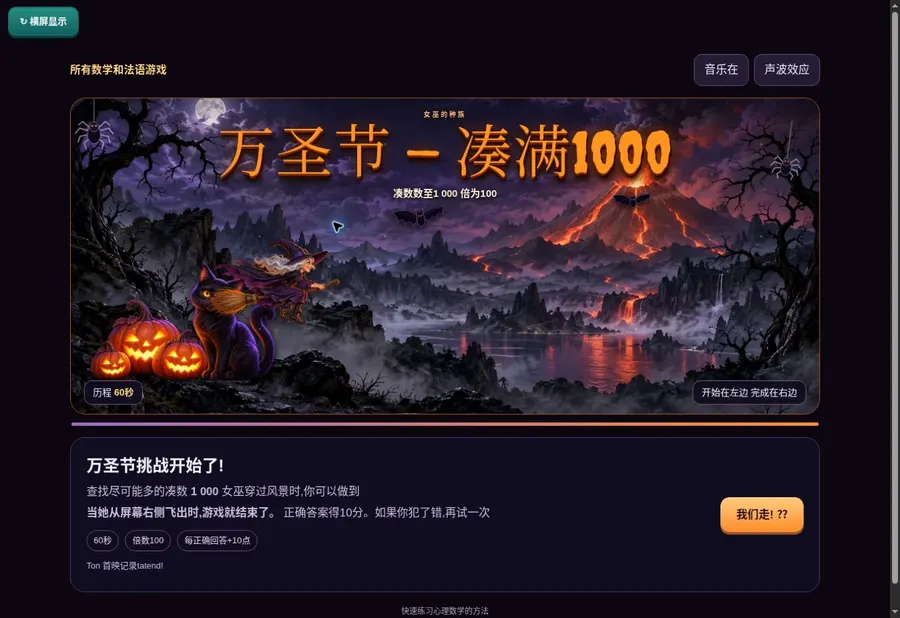 ↻ 横屏显示
所有数学和法语游戏
音乐在
声波效应
女巫的种族
万圣节 – 凑满1000
凑数数至1 000 倍为100
历程 60秒
开始在左边 完成在右边
万圣节挑战开始了!
查找尽可能多的凑数 1 000 女巫穿过风景时,你可以做到
当她从屏幕右侧飞出时,游戏就结束了。 正确答案得10分。如果你犯了错,再试一次
我们走! ??
60秒
倍数100
每正确回答+10点
Ton 首映记录tatend!
快速练习心理数学的方法